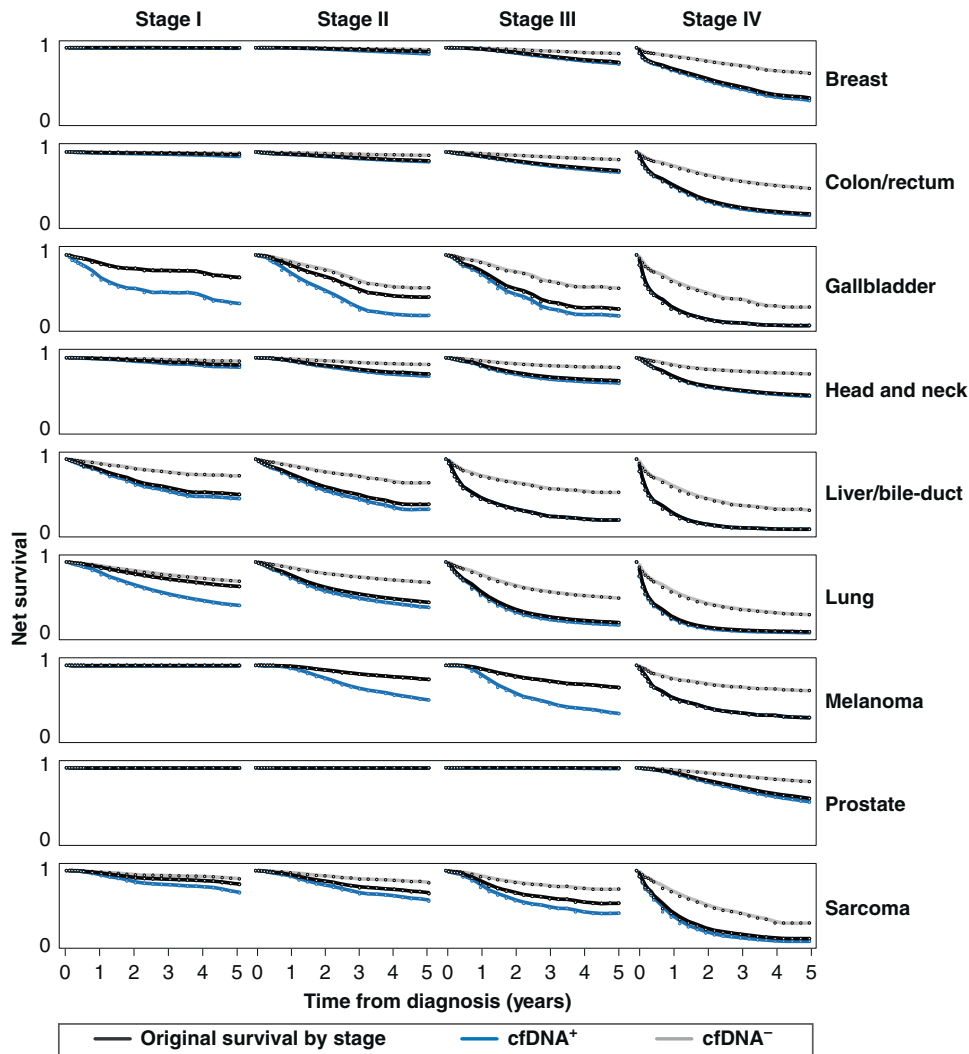 Stage I Stage II Stage III Stage IV
1
0
Breast
1
0
Colon/rectum
1
0
Gallbladder
1
0
Head and neck
1
0
Liver/bile-duct
1
0
Lung
1
0
Melanoma
1
0
Prostate
1
0
Sarcoma
Net survival
0 1 2 3 4 5 0 1 2 3 4 5 0 1 2 3 4 5 0 1 2 3 4 5
Time from diagnosis (years)
Original survival by stage cfDNA⁺ cfDNA⁻